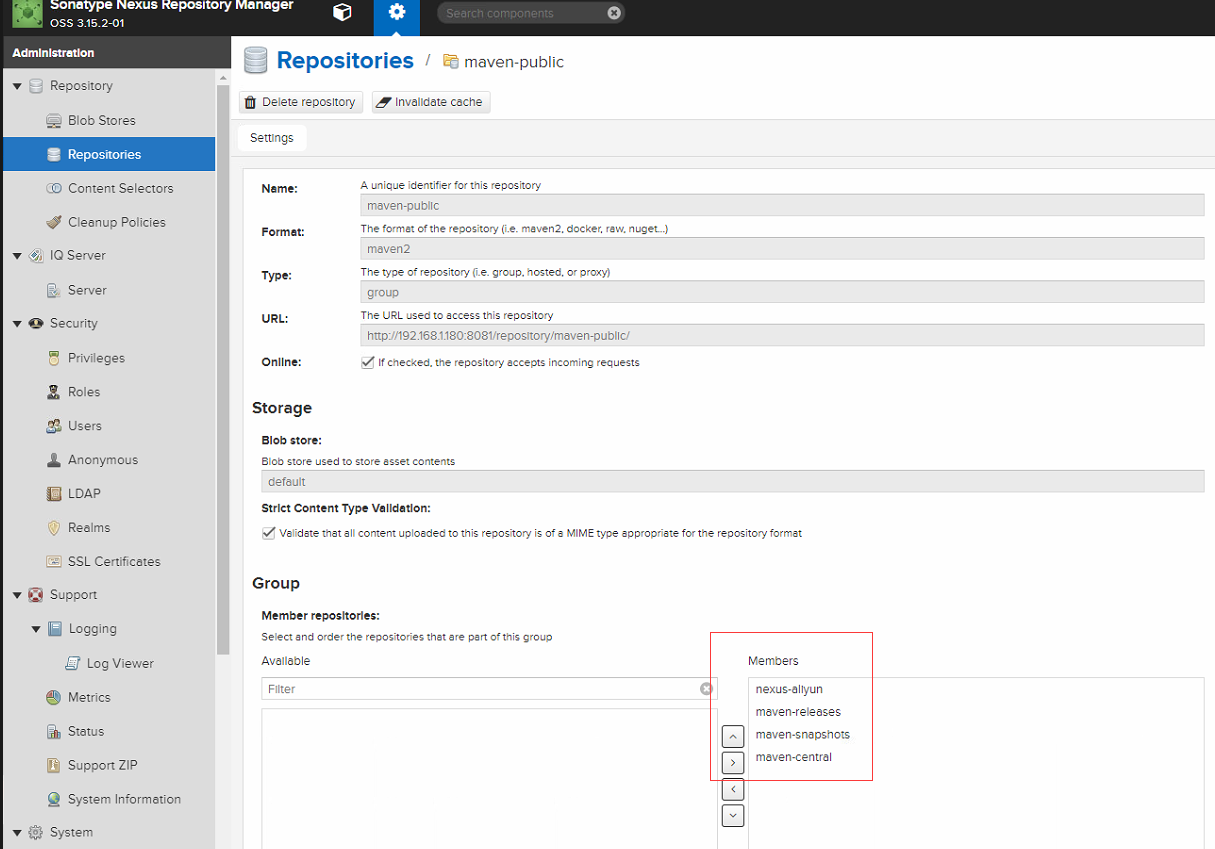 Sonatype Nexus Repository Manager
OSS 3.15.2-01
Search components
Administration
Repository
Blob Stores
Repositories
Content Selectors
Cleanup Policies
IQ Server
Server
Security
Privileges
Roles
Users
Anonymous
LDAP
Realms
SSL Certificates
Support
Logging
Log Viewer
Metrics
Status
Support ZIP
System Information
System
Repositories / maven-public
Delete repository Invalidate cache
Settings
Name: A unique identifier for this repository
maven-public
Format: The format of the repository (i.e. maven2, docker, raw, nuget...)
maven2
Type: The type of repository (i.e. group, hosted, or proxy)
group
URL: The URL used to access this repository
http://192.168.1.180:8081/repository/maven-public/
Online: If checked, the repository accepts incoming requests
Storage
Blob store:
Blob store used to store asset contents
default
Strict Content Type Validation:
Validate that all content uploaded to this repository is of a MIME type appropriate for the repository format
Group
Member repositories:
Select and order the repositories that are part of this group
Available Members
Filter
nexus-aliyun
maven-releases
maven-snapshots
maven-central